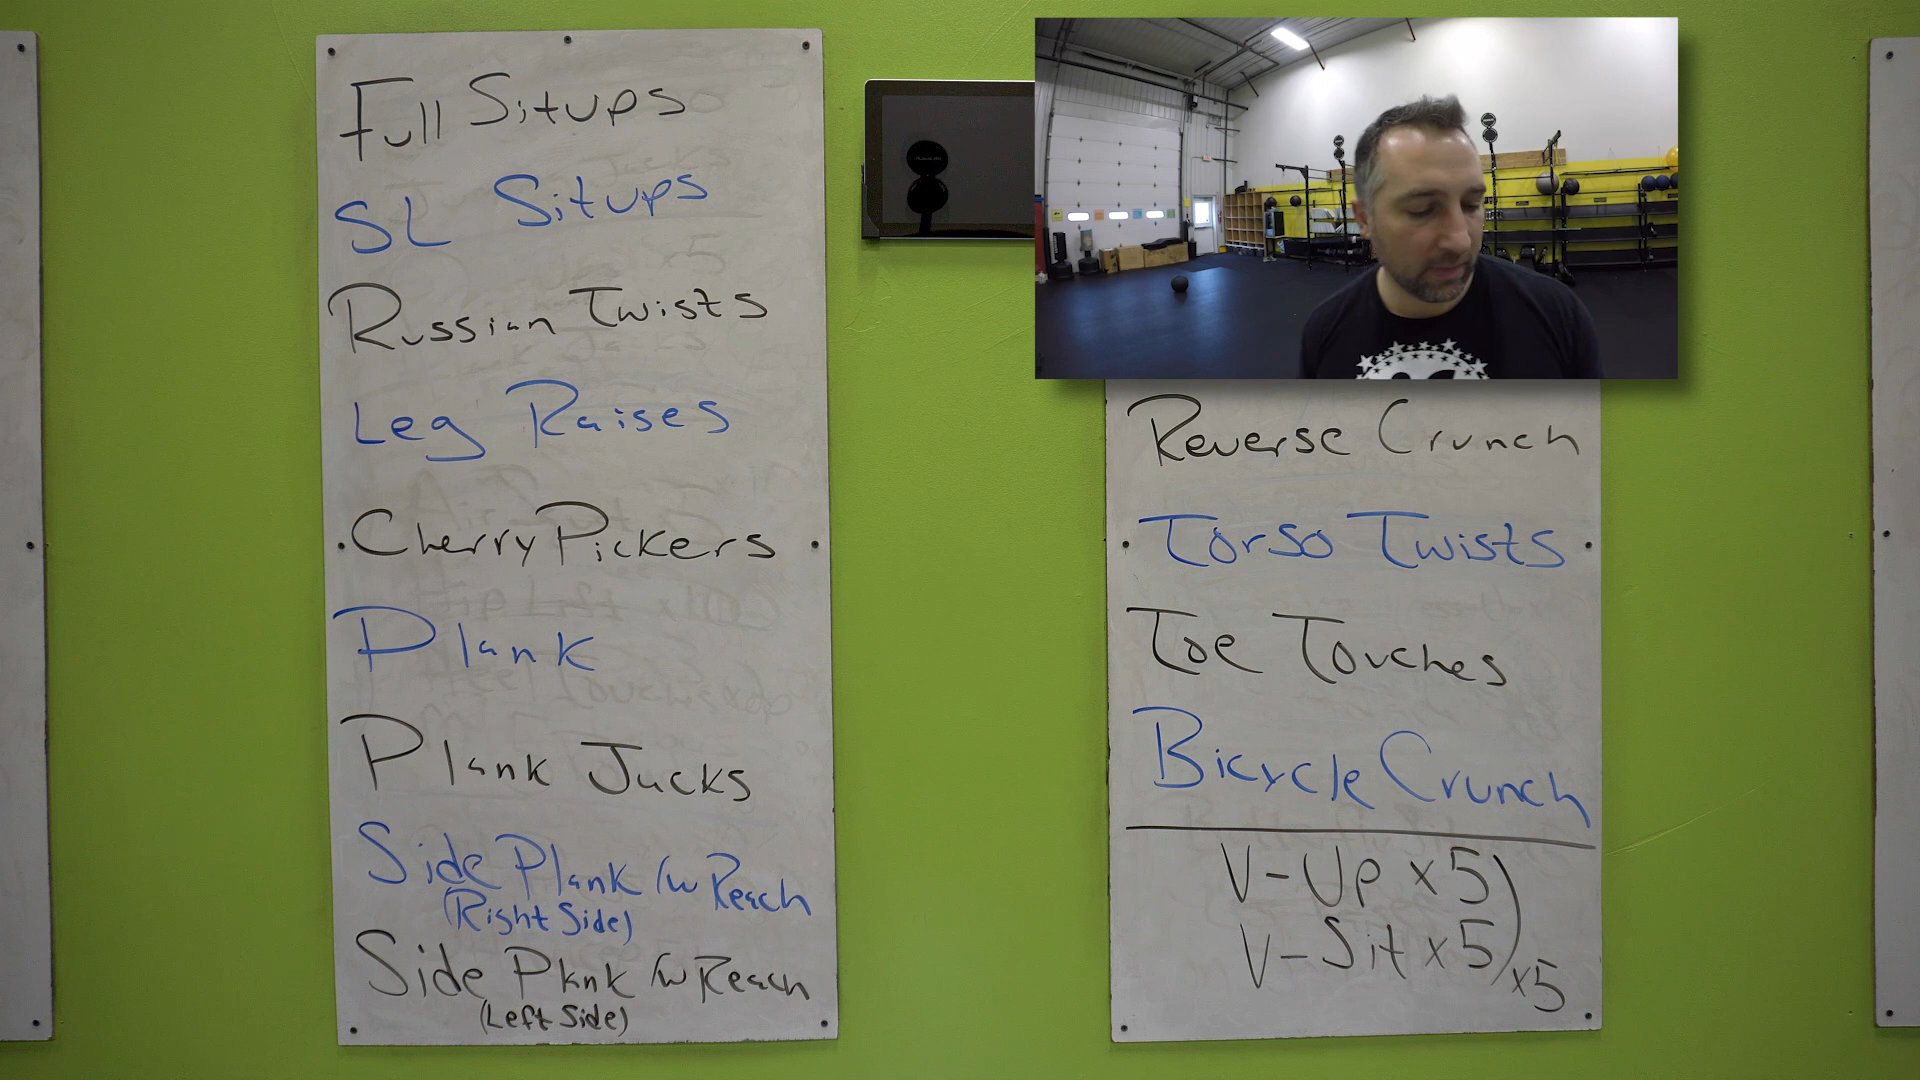 Full Situps
SL Situps
Russian Twists
Leg Raises
Cherry Pickers
Plank
Plank Jacks
Side Plank /w Reach
(Right Side)
Side Plank /w Reach
(Left Side)
Reverse Crunch
Torso Twists
Toe Touches
Bicycle Crunch
V-Up x5
V-Sit x5
x5